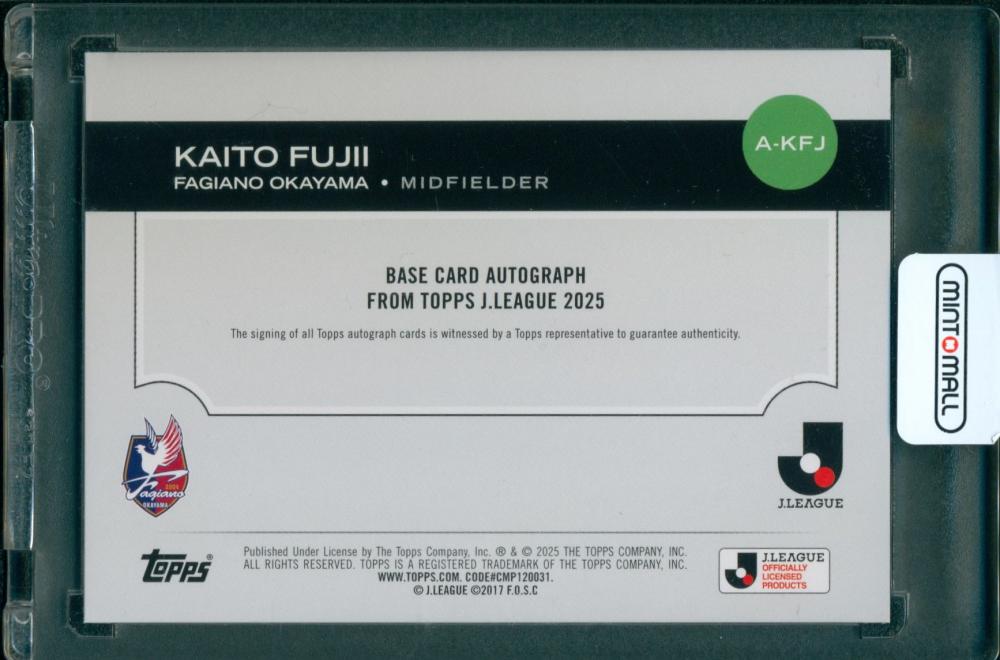 KAITO FUJII
FAGIANO OKAYAMA • MIDFIELDER
A-KFJ
BASE CARD AUTOGRAPH
FROM TOPPS J.LEAGUE 2025
The signing of all Topps autograph cards is witnessed by a Topps representative to guarantee authenticity.
MINTOMALL
2004
Fagiano
OKAYAMA
J.LEAGUE
topps®
Published Under License by The Topps Company, Inc. ® & © 2025 THE TOPPS COMPANY, INC.
ALL RIGHTS RESERVED. TOPPS IS A REGISTERED TRADEMARK OF THE TOPPS COMPANY, INC.
WWW.TOPPS.COM. CODE#CMP120031.
© J.LEAGUE ©2017 F.O.S.C
J.LEAGUE
OFFICIALLY
LICENSED
PRODUCTS